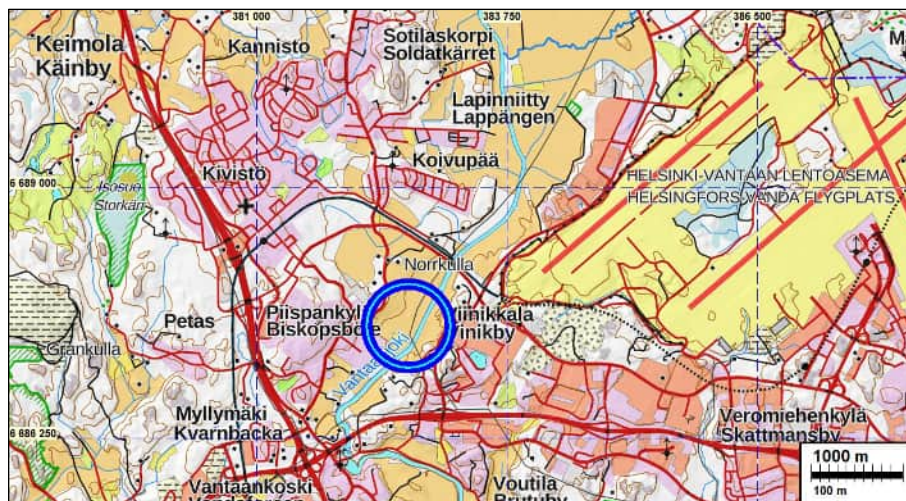 381 000
383 750
386 500
Keimola
Käinby
Kannisto
Sotilaskorpi
Soldatkärret
Lapinniitty
Lappängen
Koivupää
Kivistö
6 689 000
Isosuo
Storkärr
HELSINKI-VANTAAN LENTOASEMA
HELSINGFORS-VANDA FLYGPLATS
Norrkulla
Petas
Biskopsböle
Vantaanjoki
Gränkulla
Myllymäki
Kvarnbacka
6 686 250
Veromiehenkylä
Skattmansby
Vantaankoski
Voutila
Brutuby
1000 m
100 m